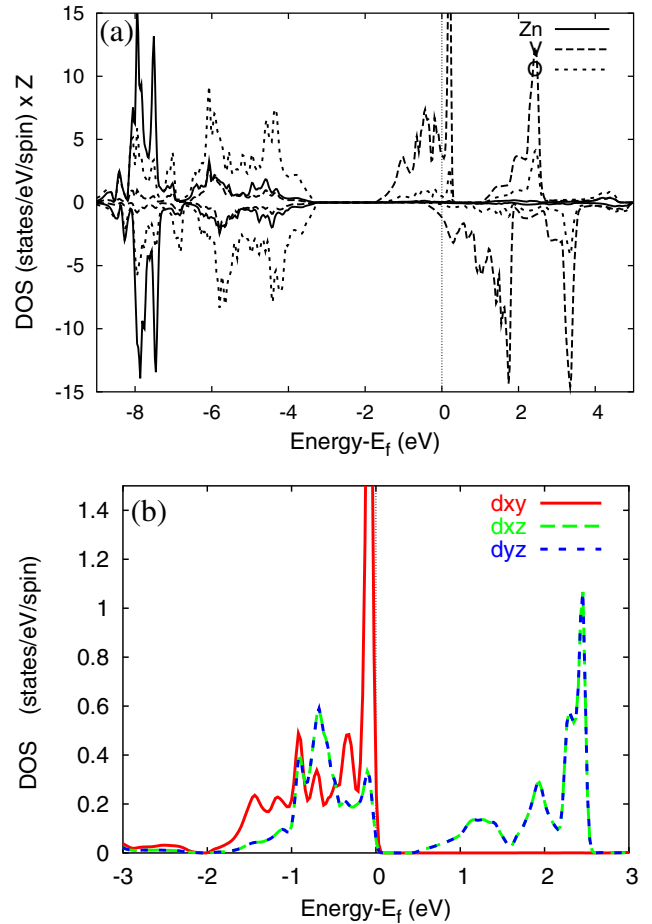 (a)
Zn
V
O
DOS (states/eV/spin) x Z
15
10
5
0
-5
-10
-15
-8
-6
-4
-2
0
2
4
Energy-E_f (eV)
(b)
dxy
dxz
dyz
DOS (states/eV/spin)
1.4
1.2
1
0.8
0.6
0.4
0.2
0
-3
-2
-1
0
1
2
3
Energy-E_f (eV)